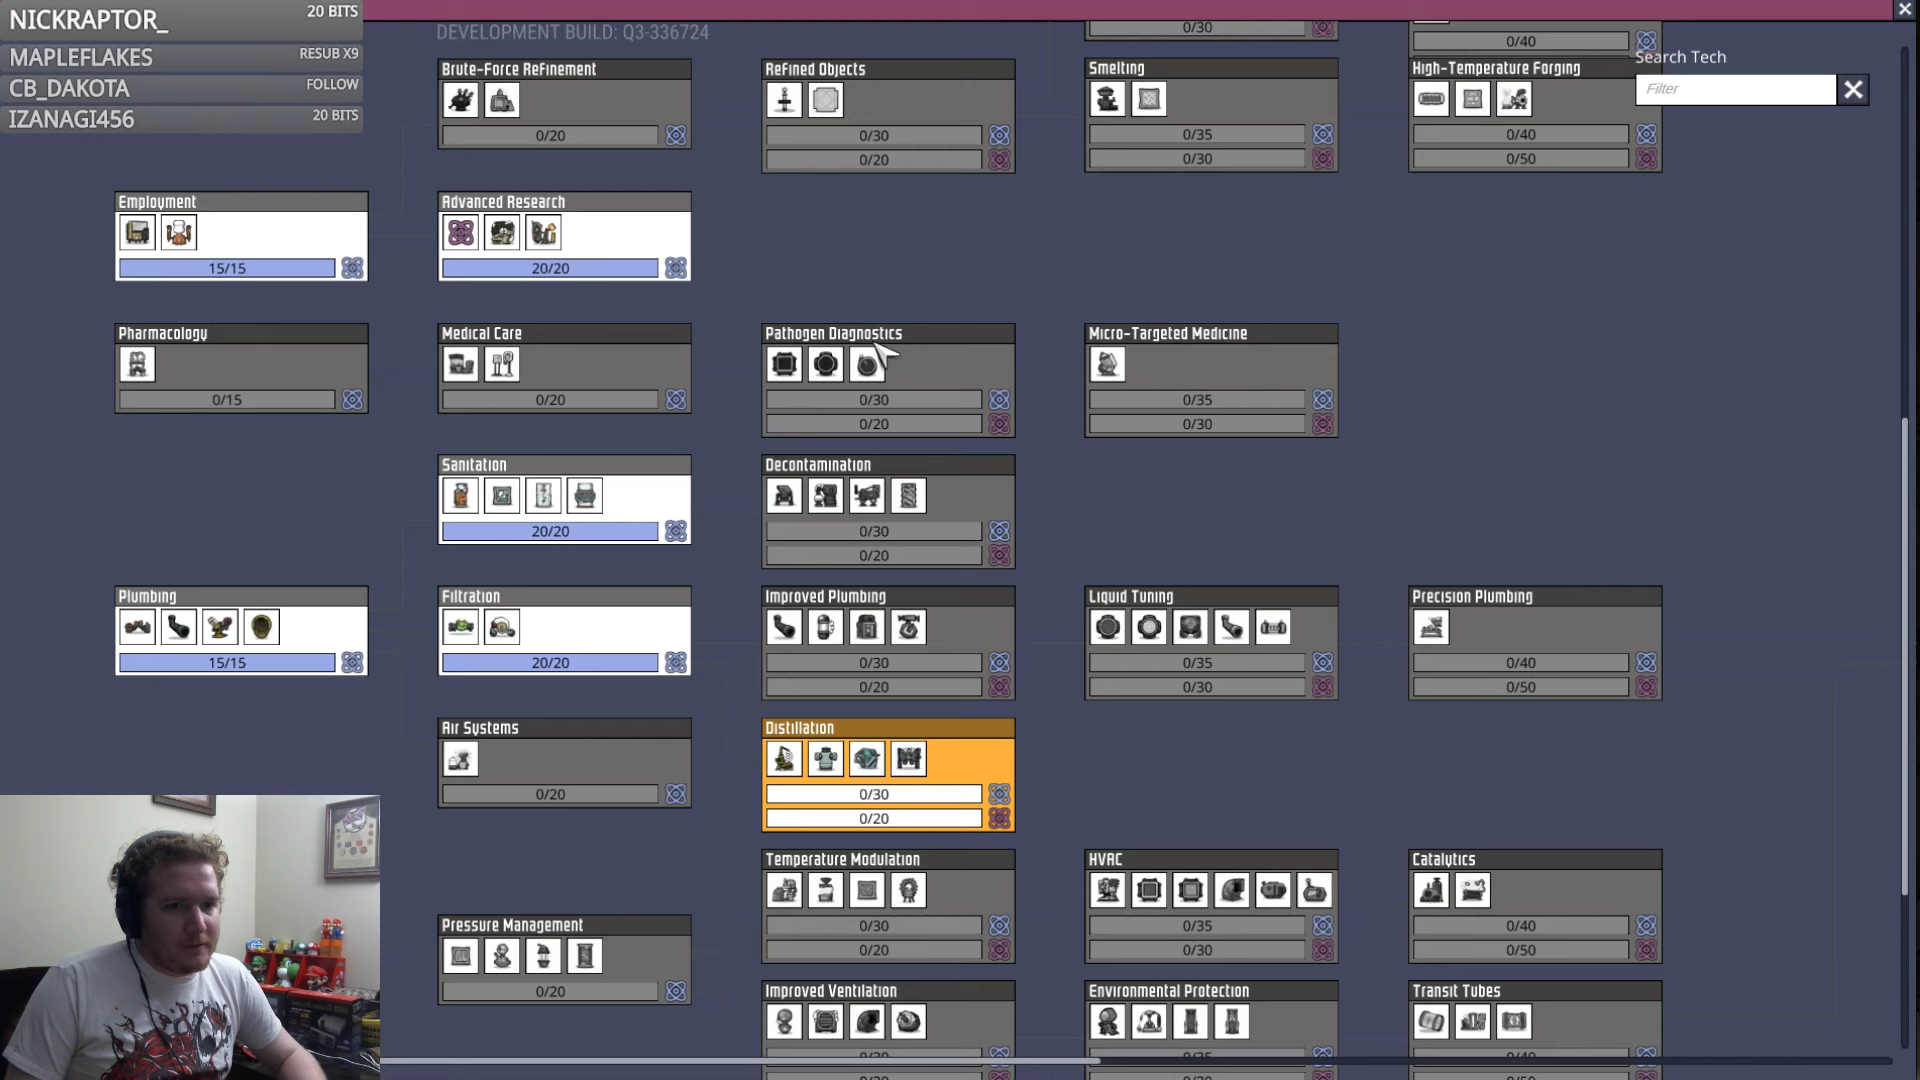 NICKRAPTOR_ 20 BITS
MAPLEFLAKES RESUB X9
CB_DAKOTA FOLLOW
IZANAGI456 20 BITS
DEVELOPMENT BUILD: Q3-336724
0/30
0/40
Search Tech
Filter
Brute-Force Refinement
0/20
Refined Objects
0/30
0/20
Smelting
0/35
0/30
High-Temperature Forging
0/40
0/50
Employment
15/15
Advanced Research
20/20
Pharmacology
0/15
Medical Care
0/20
Pathogen Diagnostics
0/30
0/20
Micro-Targeted Medicine
0/35
0/30
Sanitation
20/20
Decontamination
0/30
0/20
Plumbing
15/15
Filtration
20/20
Improved Plumbing
0/30
0/20
Liquid Tuning
0/35
0/30
Precision Plumbing
0/40
0/50
Air Systems
0/20
Distillation
0/30
0/20
Temperature Modulation
0/30
0/20
HVAC
0/35
0/30
Catalytics
0/40
0/50
Pressure Management
0/20
Improved Ventilation
Environmental Protection
Transit Tubes